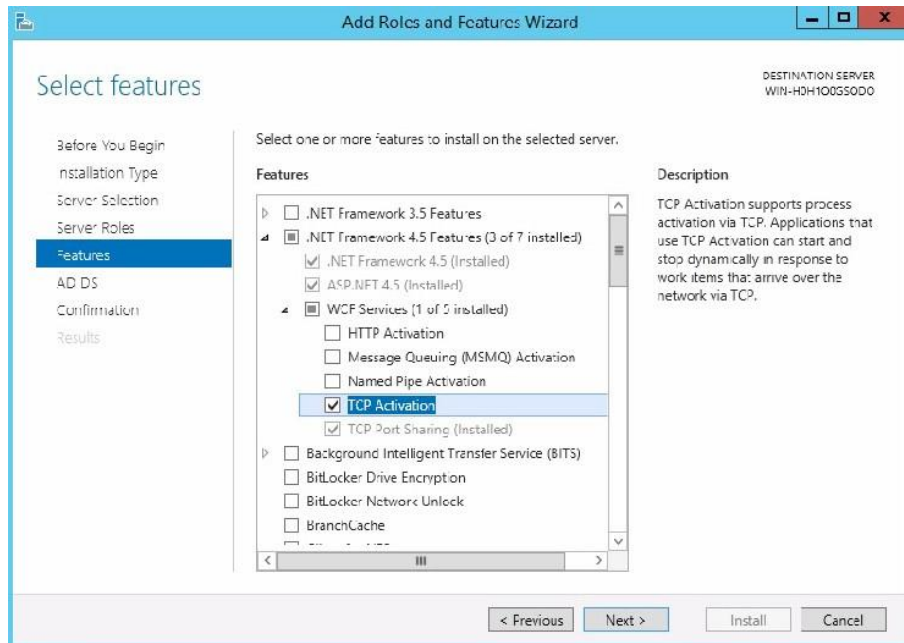 Add Roles and Features Wizard
Select features
DESTINATION SERVER
Before You Begin
Installation Type
Server Selection
Server Roles
Features
AD DS
Confirmation
Results
Select one or more features to install on the selected server.
Features
.NET Framework 3.5 Features
.NET Framework 4.5 Features (3 of 7 installed)
.NET Framework 4.5 (Installed)
ASP.NET 4.5 (Installed)
WCF Services (1 of 5 installed)
HTTP Activation
Message Queuing (MSMQ) Activation
Named Pipe Activation
TCP Activation
TCP Port Sharing (Installed)
Background Intelligent Transfer Service (BITS)
BitLocker Drive Encryption
BitLocker Network Unlock
BranchCache
Description
TCP Activation supports process
activation via TCP. Applications that
use TCP Activation can start and
stop dynamically in response to
work items that arrive over the
network via TCP.
< Previous
Next >
Install
Cancel